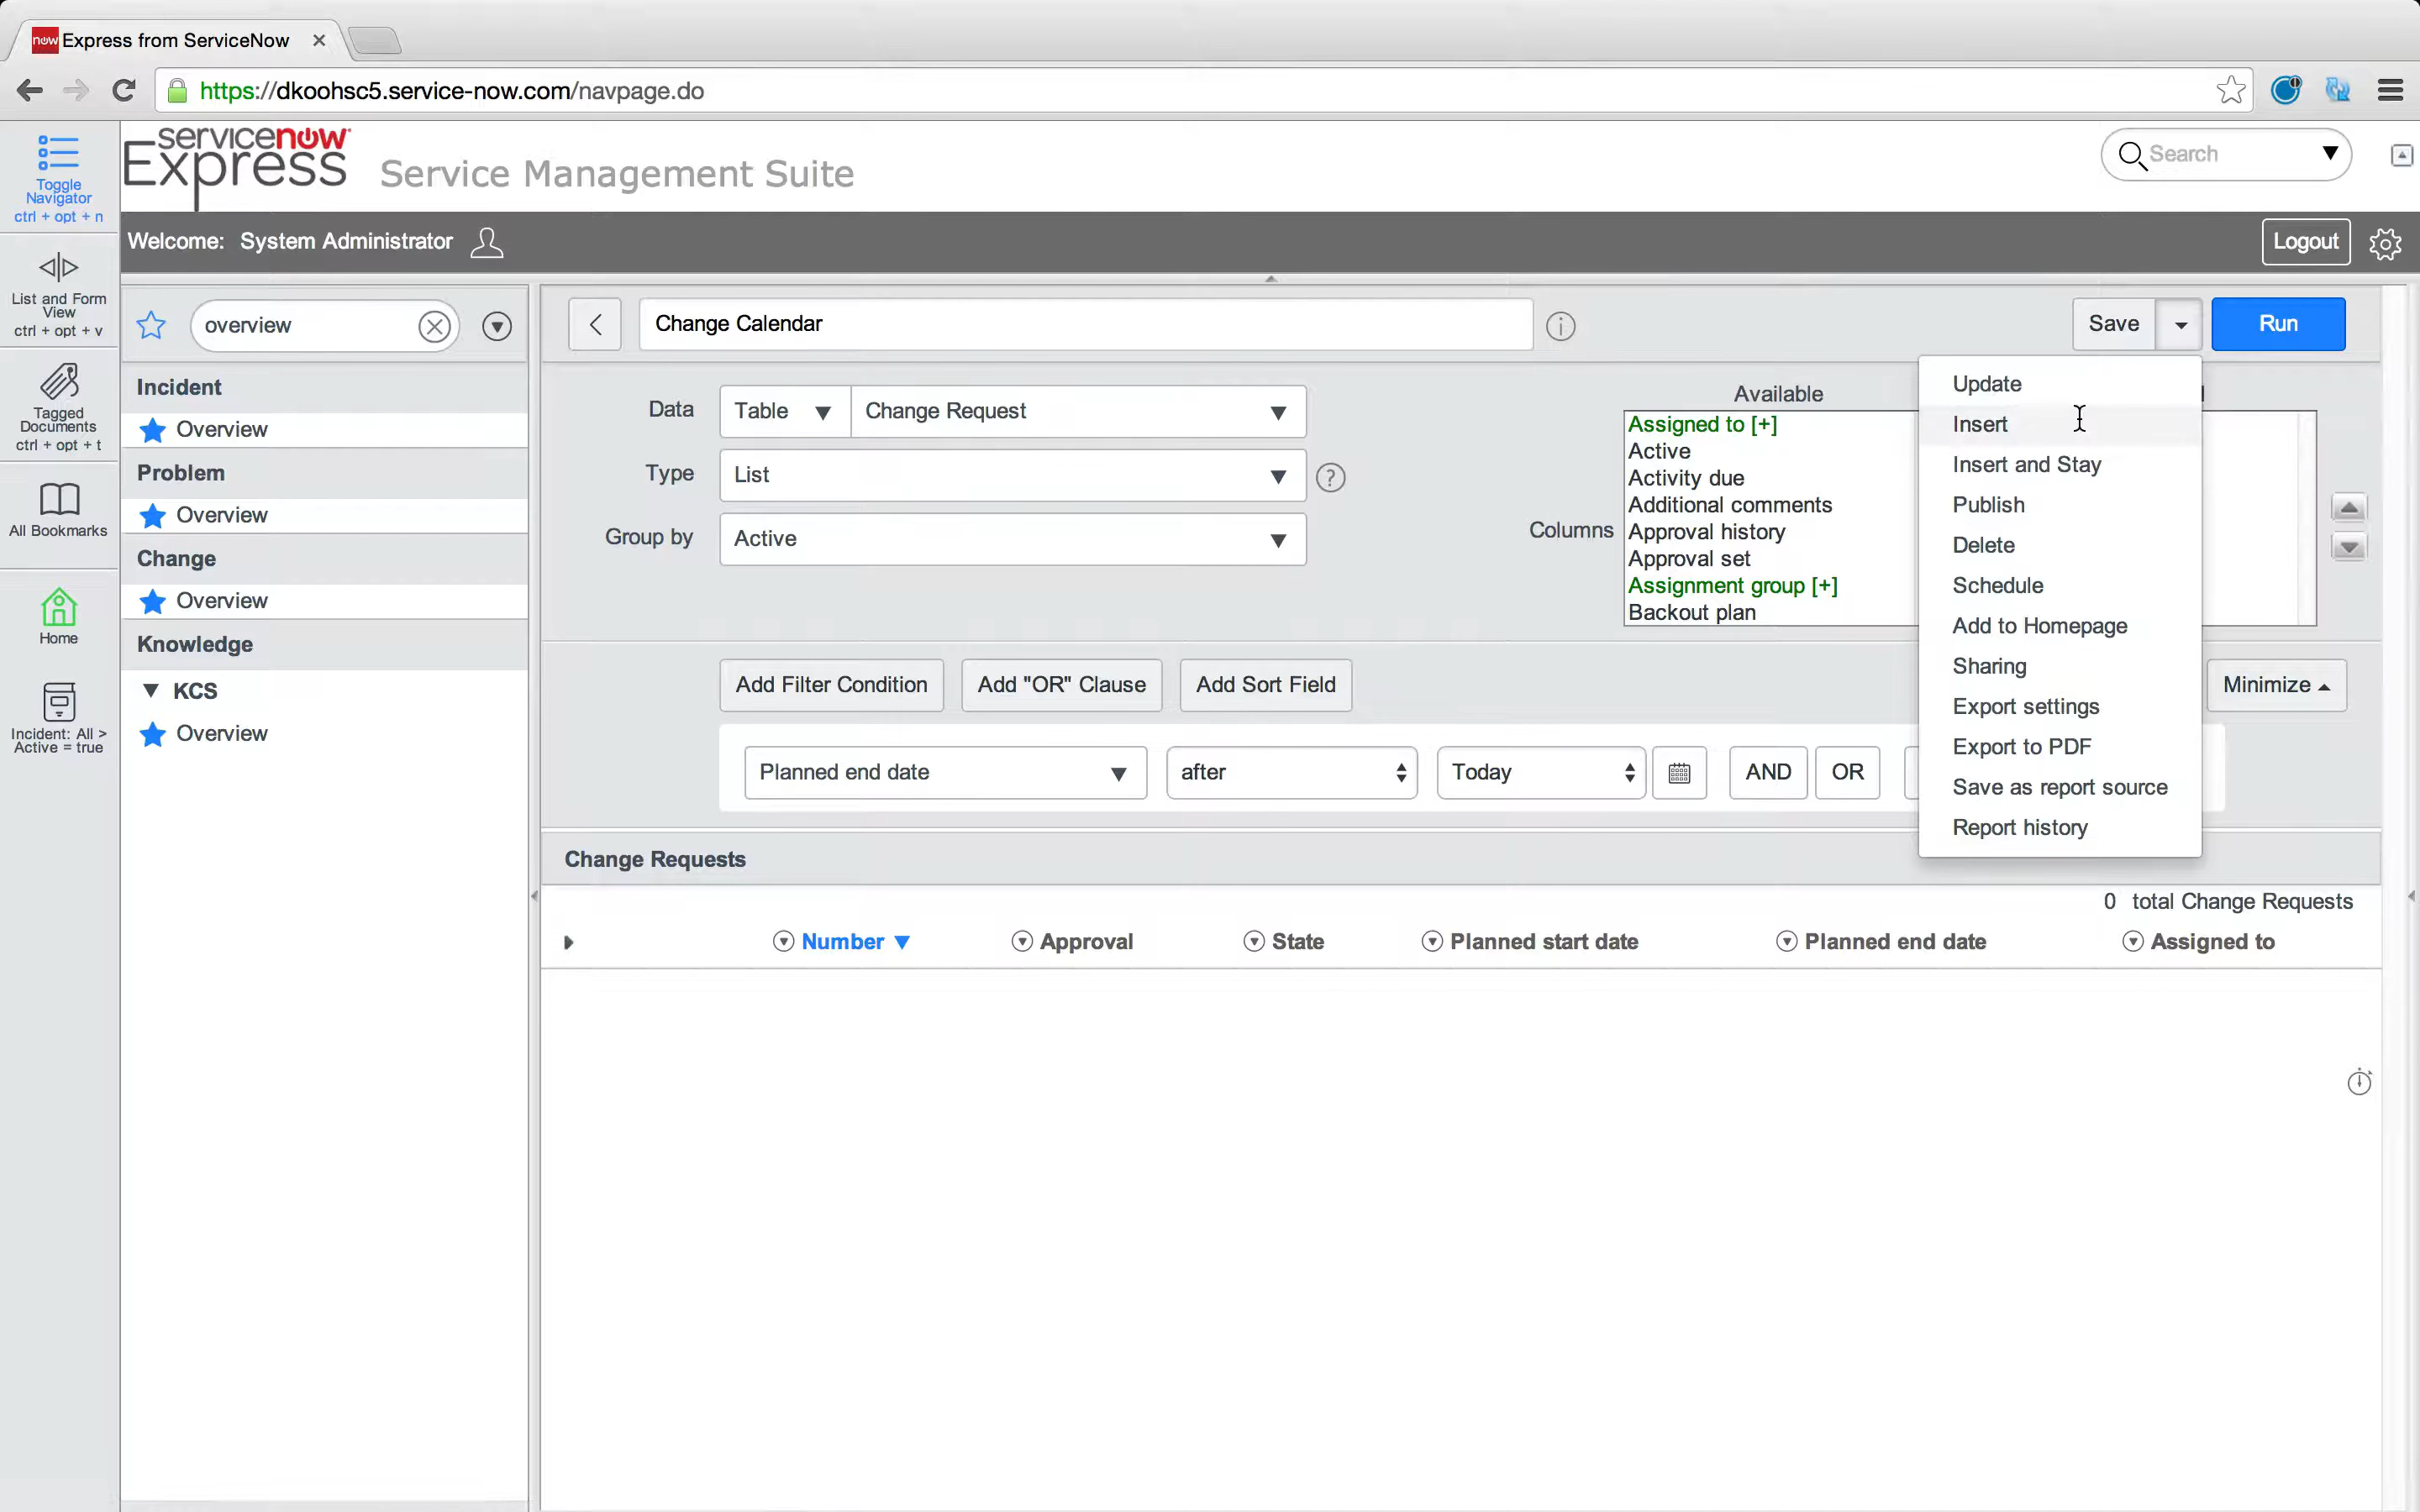 now Express from ServiceNow
https://dkoohsc5.service-now.com/navpage.do
Toggle
Navigator
ctrl + opt + n
servicenow
Express
Service Management Suite
Search
Welcome: System Administrator
Logout
List and Form
View
ctrl + opt + v
Tagged
Documents
ctrl + opt + t
All Bookmarks
Home
Incident: All >
Active = true
overview
Incident
Overview
Problem
Overview
Change
Overview
Knowledge
KCS
Overview
Change Calendar
Save
Run
Data
Table
Change Request
Type
List
Group by
Active
Columns
Available
Assigned to [+]
Active
Activity due
Additional comments
Approval history
Approval set
Assignment group [+]
Backout plan
Update
Insert
Insert and Stay
Publish
Delete
Schedule
Add to Homepage
Sharing
Export settings
Export to PDF
Save as report source
Report history
Add Filter Condition
Add "OR" Clause
Add Sort Field
Minimize
Planned end date
after
Today
AND
OR
Change Requests
0 total Change Requests
Number
Approval
State
Planned start date
Planned end date
Assigned to